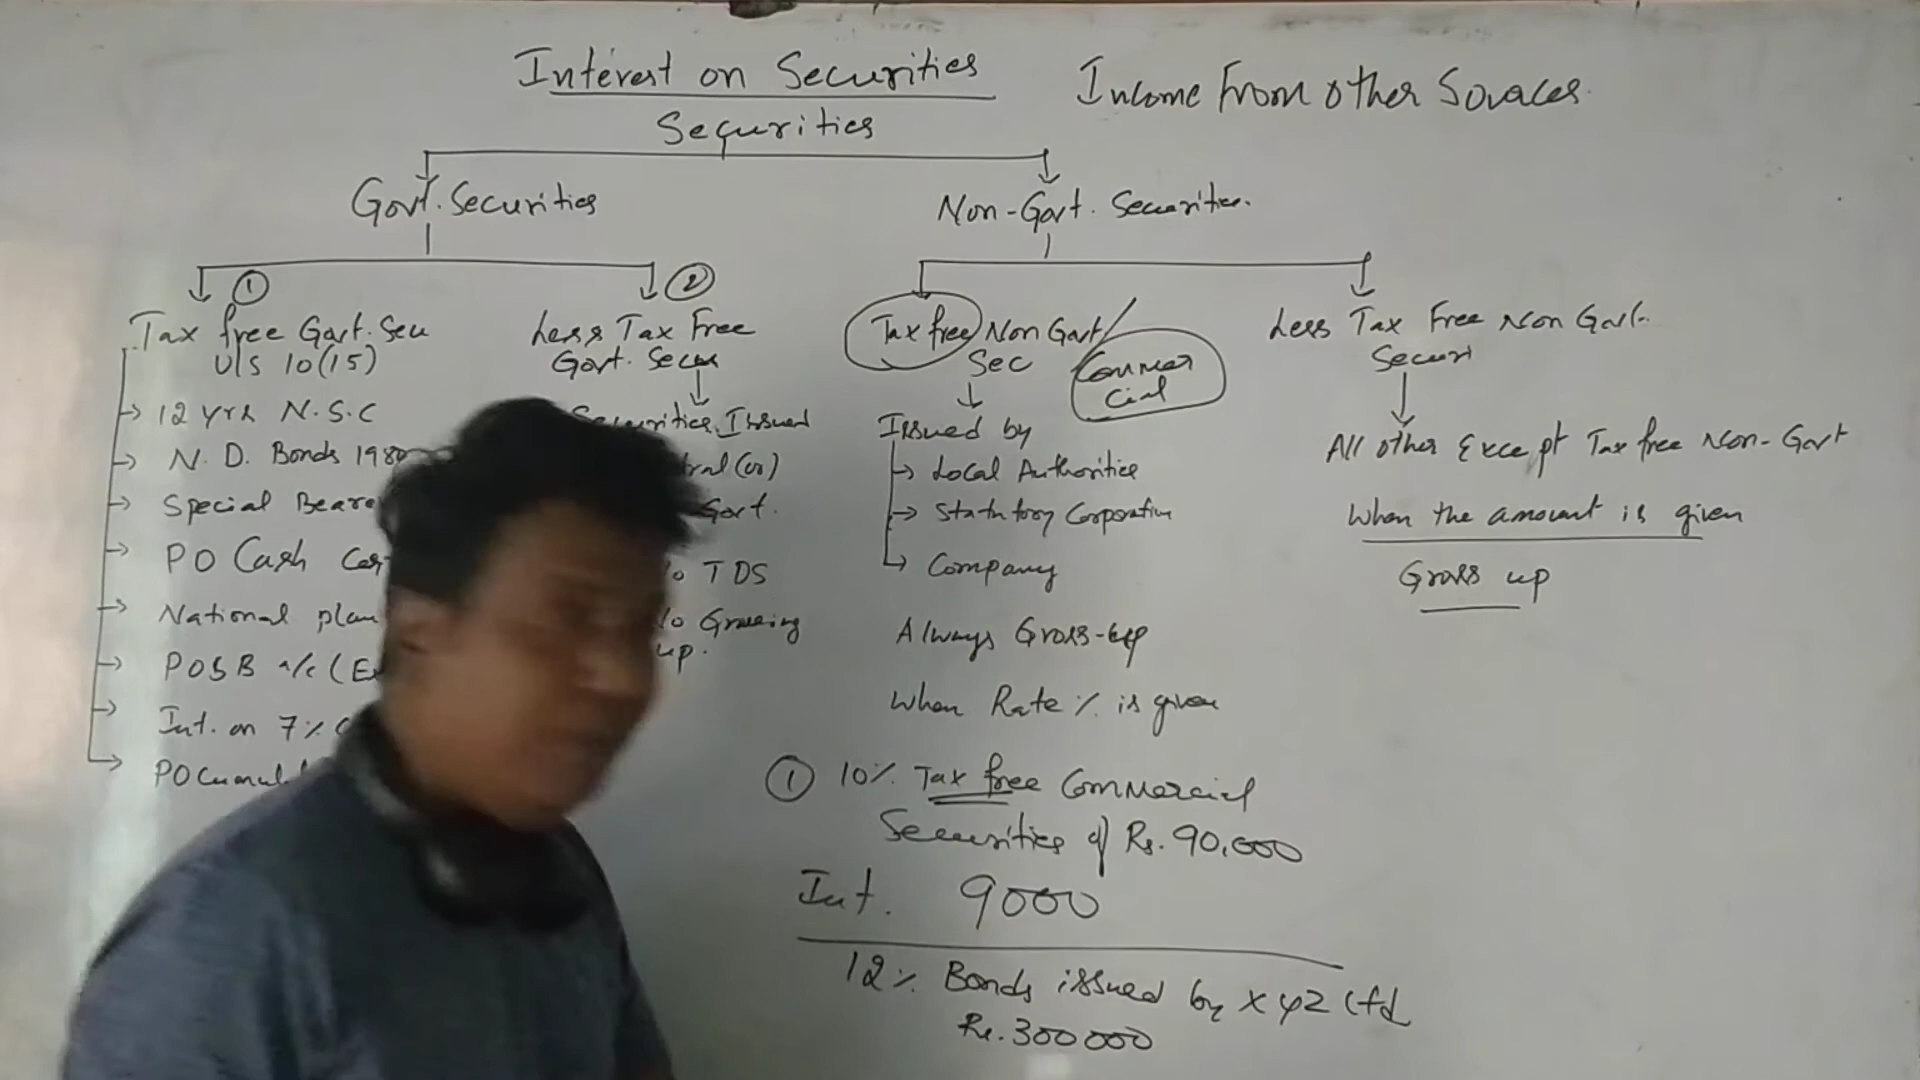 Interest on Securities
Income From other Sources
Securities
Govt. Securities
Non-Govt. Securities.
①
②
Tax free Govt. Secu
U/S 10(15)
Less Tax Free
Govt. Secus
Tax free Non Govt/
Sec
Commer
cial
Less Tax Free Non Govt.
Securi
→ 12 yrs N.S.C
→ N. D. Bonds 1980
→ Special Beare
→ PO Cash Cer
→ National plan
→ POSB a/c (Ex
→ Int. on 7%
→ PO Cumul
Securities Issued
tral (or)
Govt.
o TDS
o Grossing
up.
Issued by
→ Local Authorities
→ Statutory Corporation
→ Company
Always Gross-up
When Rate % is given
All other Except Tax free Non-Govt
When the amount is given
Gross up
① 10% Tax free Commercial
Securities of Rs. 90,000
Int. 9000
12% Bonds issued by XYZ Ltd
Rs. 300000